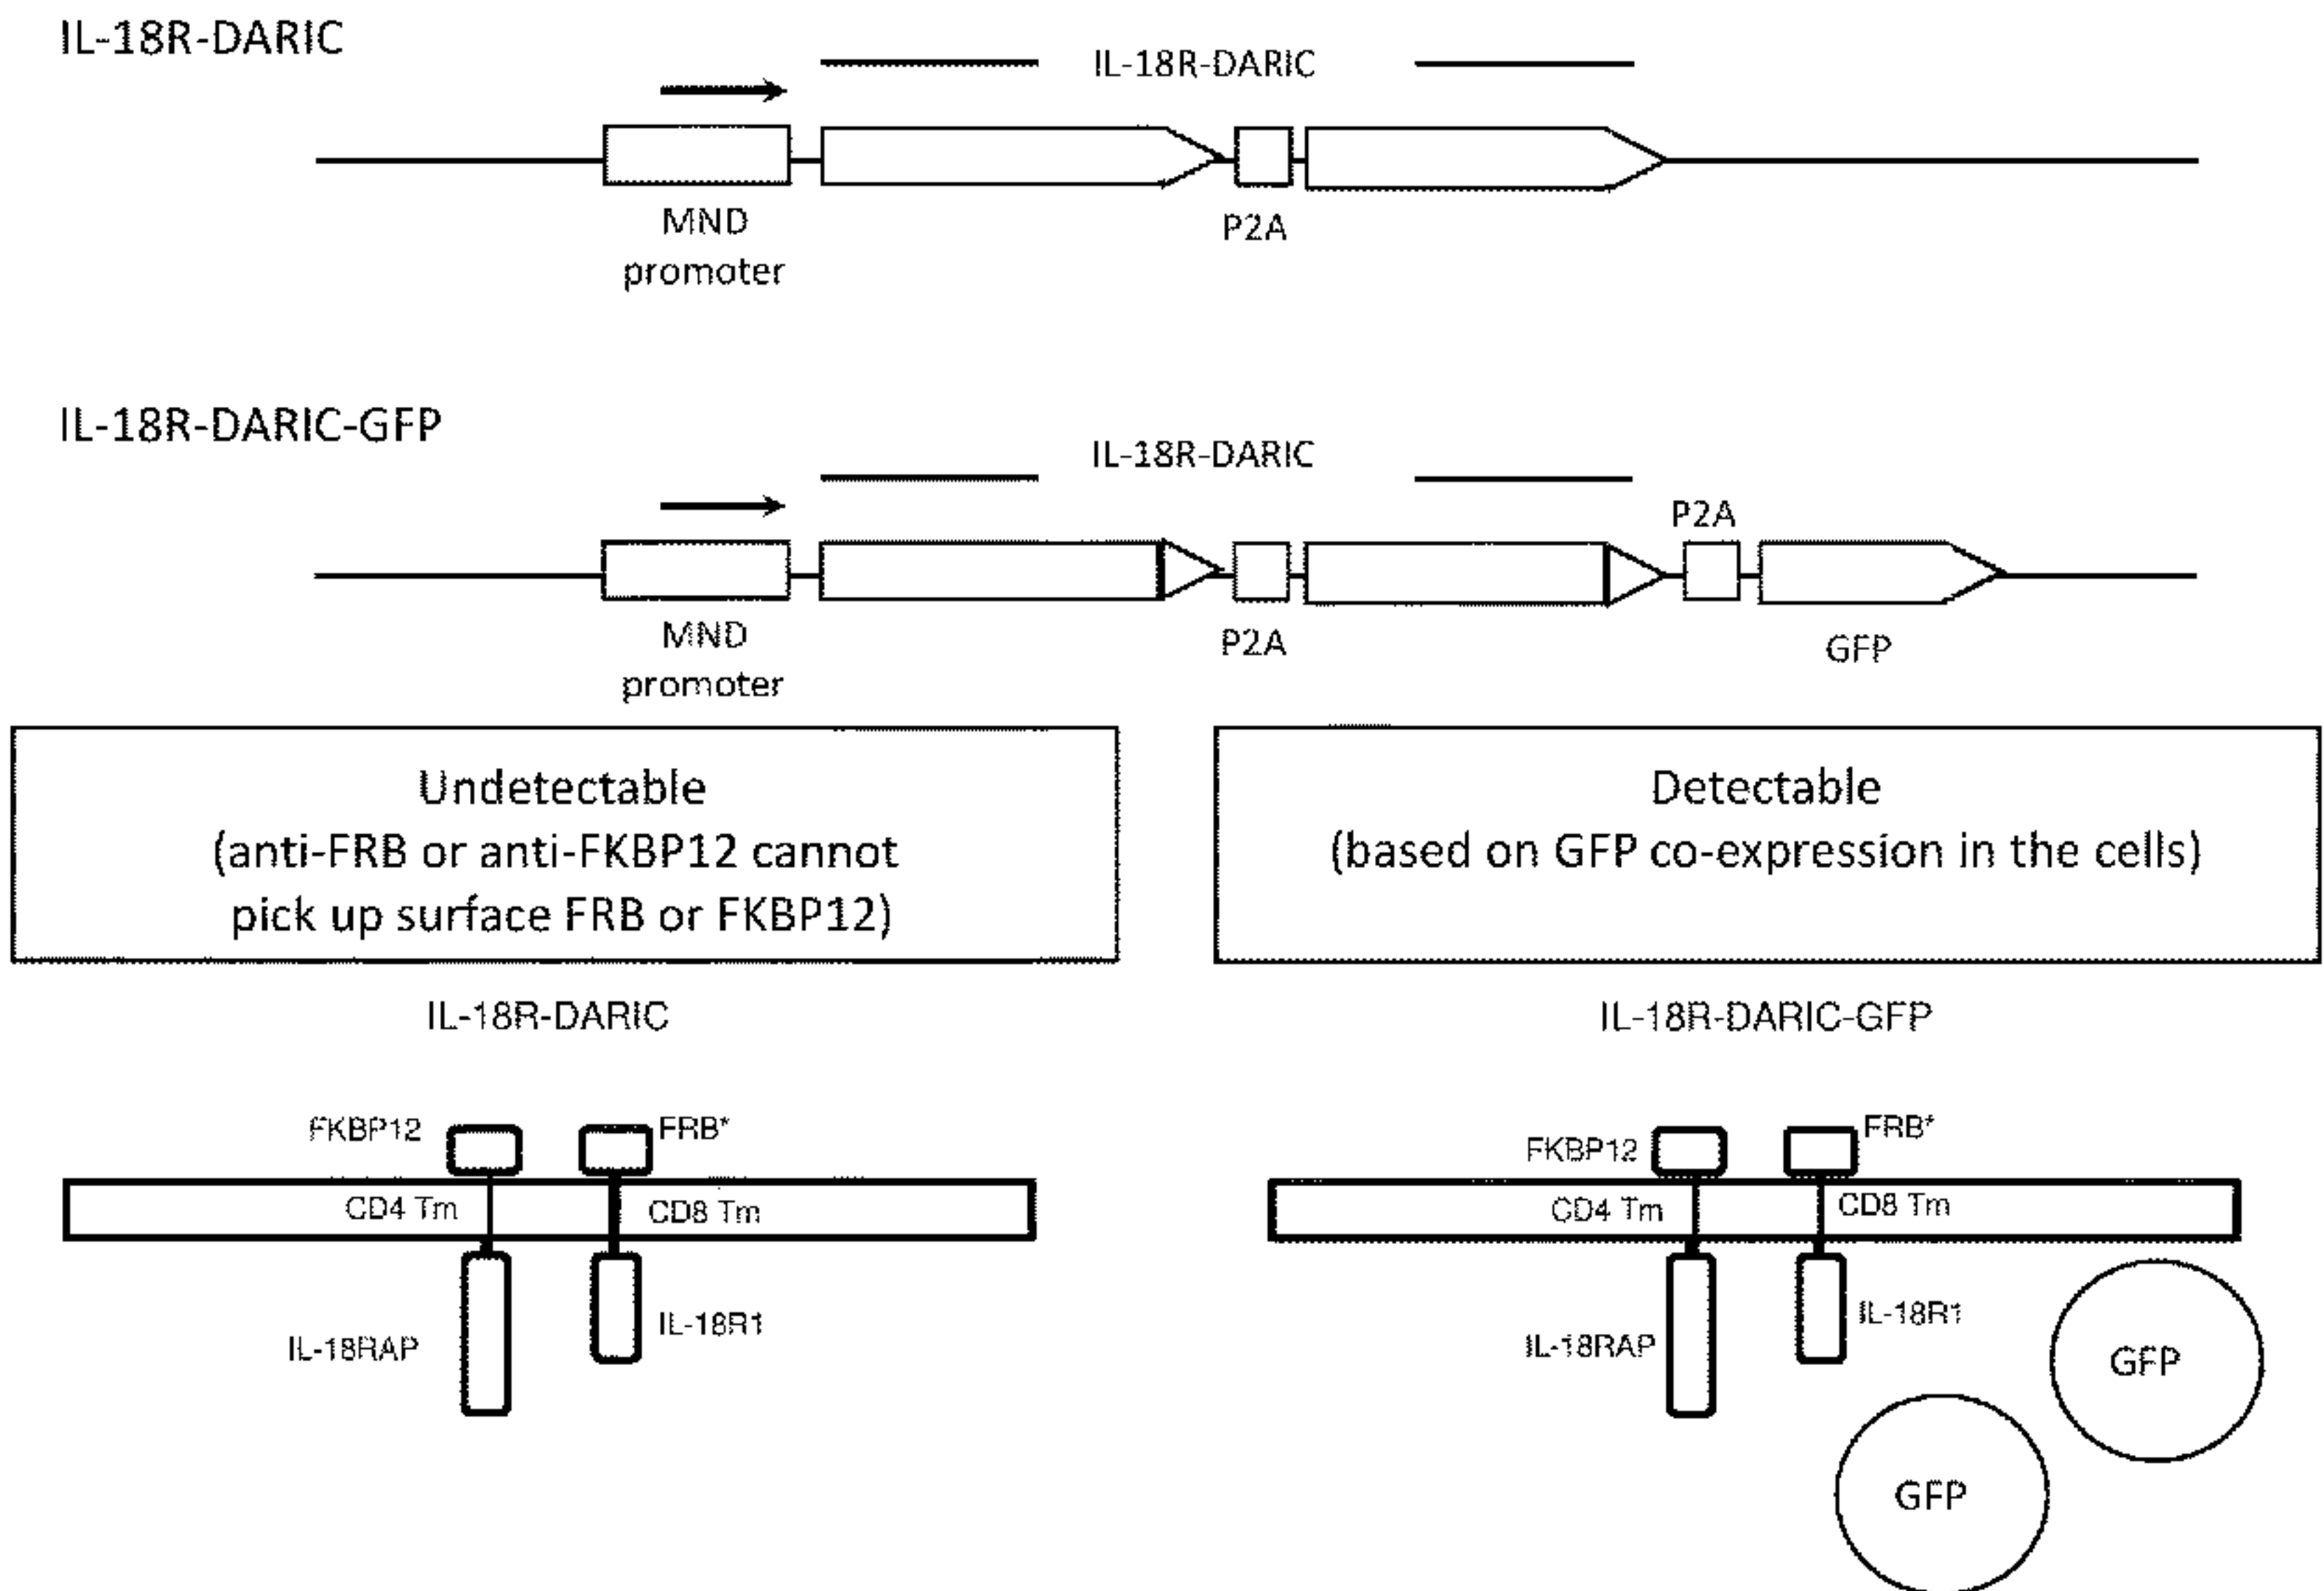 IL-18R-DARIC
IL-18R-DARIC
MND
promoter
P2A
IL-18R-DARIC-GFP
IL-18R-DARIC
P2A
MND
promoter
P2A
GFP
Undetectable
(anti-FRB or anti-FKBP12 cannot
pick up surface FRB or FKBP12)
Detectable
(based on GFP co-expression in the cells)
IL-18R-DARIC
FKBP12
FRB*
CD4 Tm
CD8 Tm
IL-18RAP
IL-18R1
IL-18R-DARIC-GFP
FKBP12
FRB*
CD4 Tm
CD8 Tm
IL-18RAP
IL-18R1
GFP
GFP